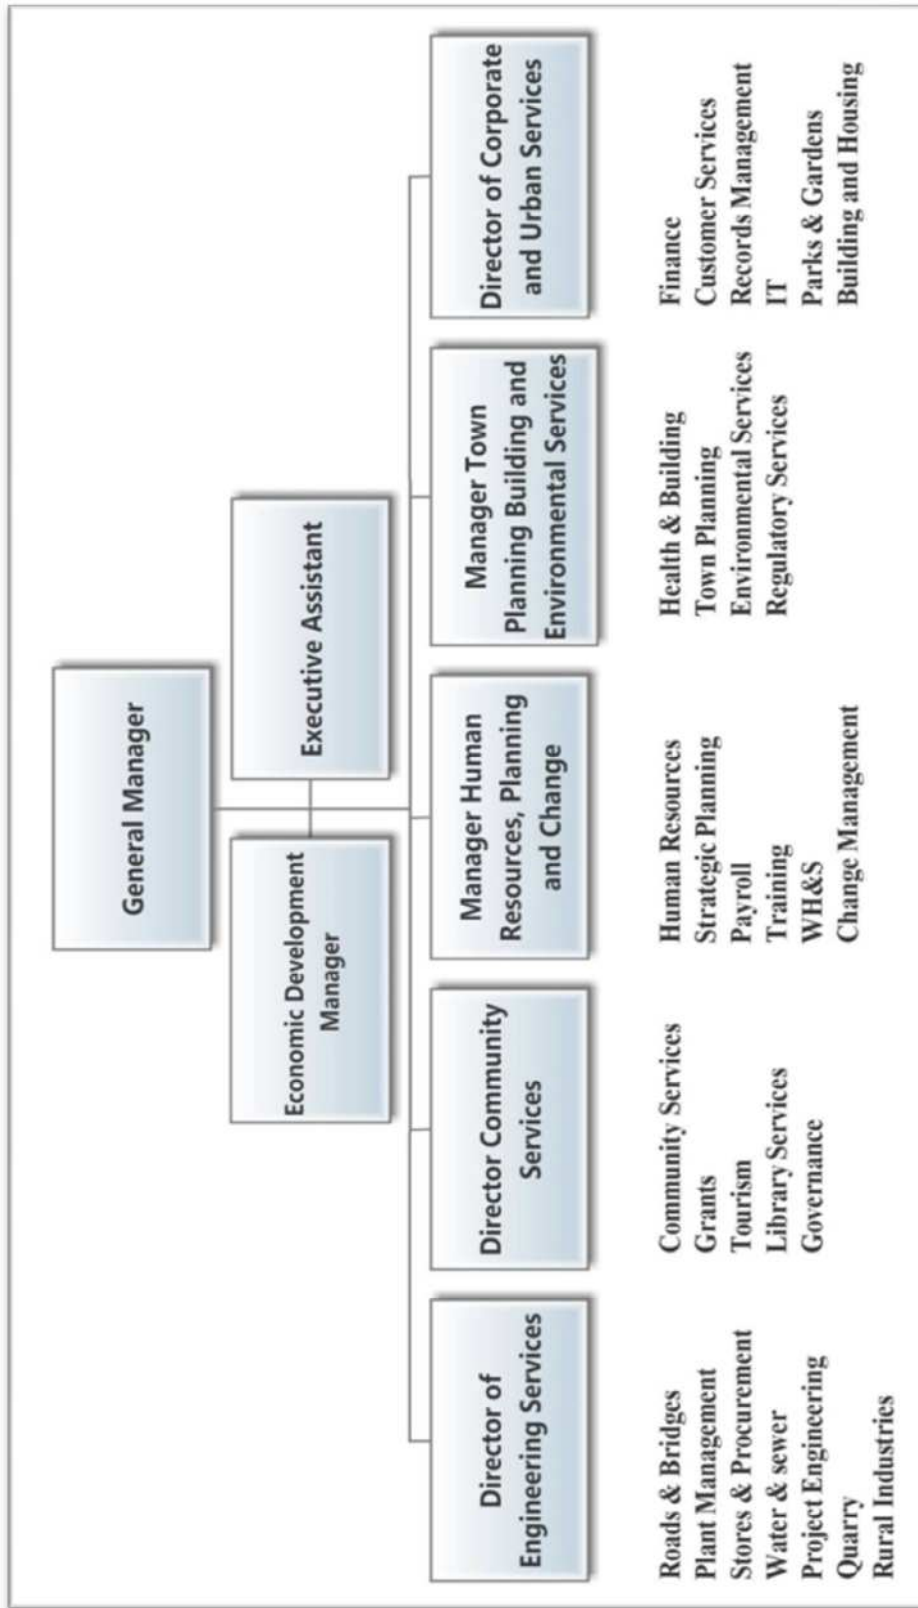 General Manager
Economic Development
Manager
Executive Assistant
Director of
Engineering Services
Director Community
Services
Manager Human
Resources, Planning
and Change
Manager Town
Planning Building and
Environmental Services
Director of Corporate
and Urban Services
Roads & Bridges
Plant Management
Stores & Procurement
Water & sewer
Project Engineering
Quarry
Rural Industries
Community Services
Grants
Tourism
Library Services
Governance
Human Resources
Strategic Planning
Payroll
Training
WH&S
Change Management
Health & Building
Town Planning
Environmental Services
Regulatory Services
Finance
Customer Services
Records Management
IT
Parks & Gardens
Building and Housing